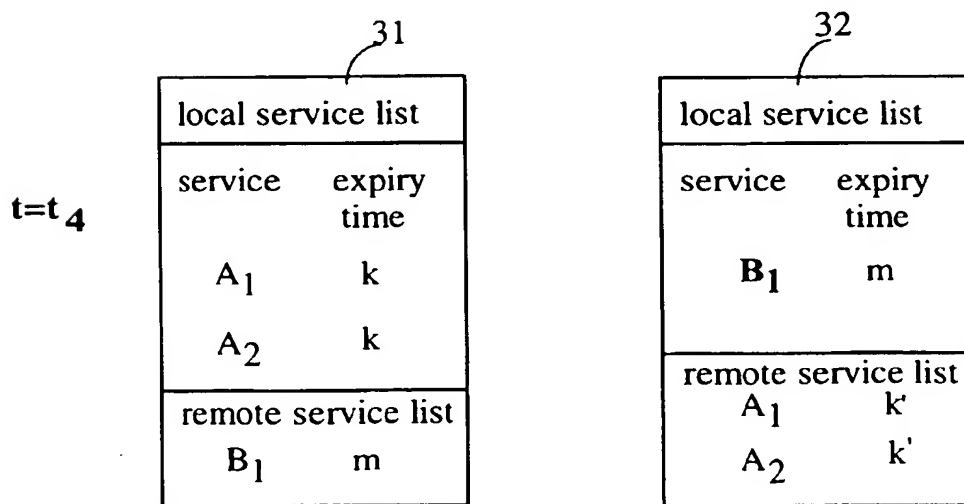 31
local service list
service expiry
time
A1 k
A2 k
remote service list
B1 m
t=t4
32
local service list
service expiry
time
B1 m
remote service list
A1 k'
A2 k'